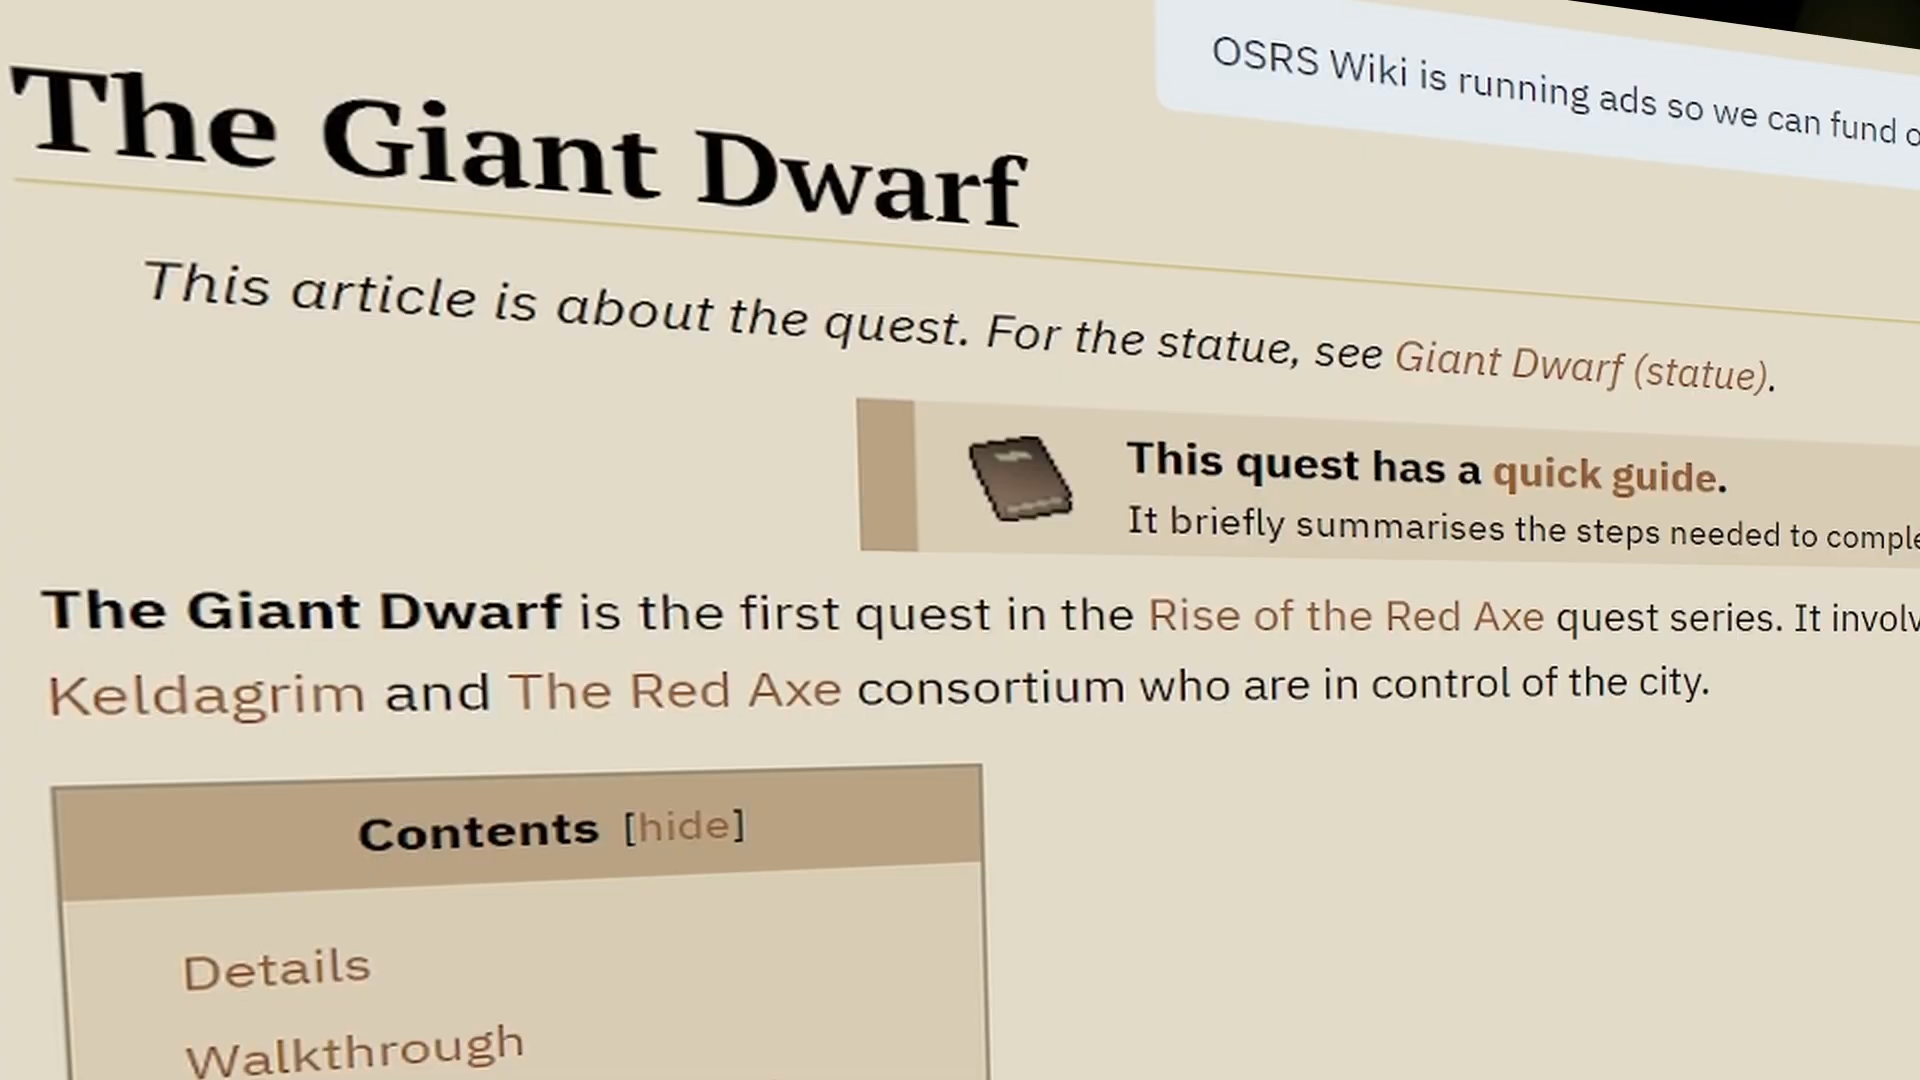 OSRS Wiki is running ads so we can fund
The Giant Dwarf
This article is about the quest. For the statue, see Giant Dwarf (statue).
This quest has a quick guide.
It briefly summarises the steps needed to
The Giant Dwarf is the first quest in the Rise of the Red Axe quest series. It
Keldagrim and The Red Axe consortium who are in control of the city.
Contents [hide]
Details
Walkthrough